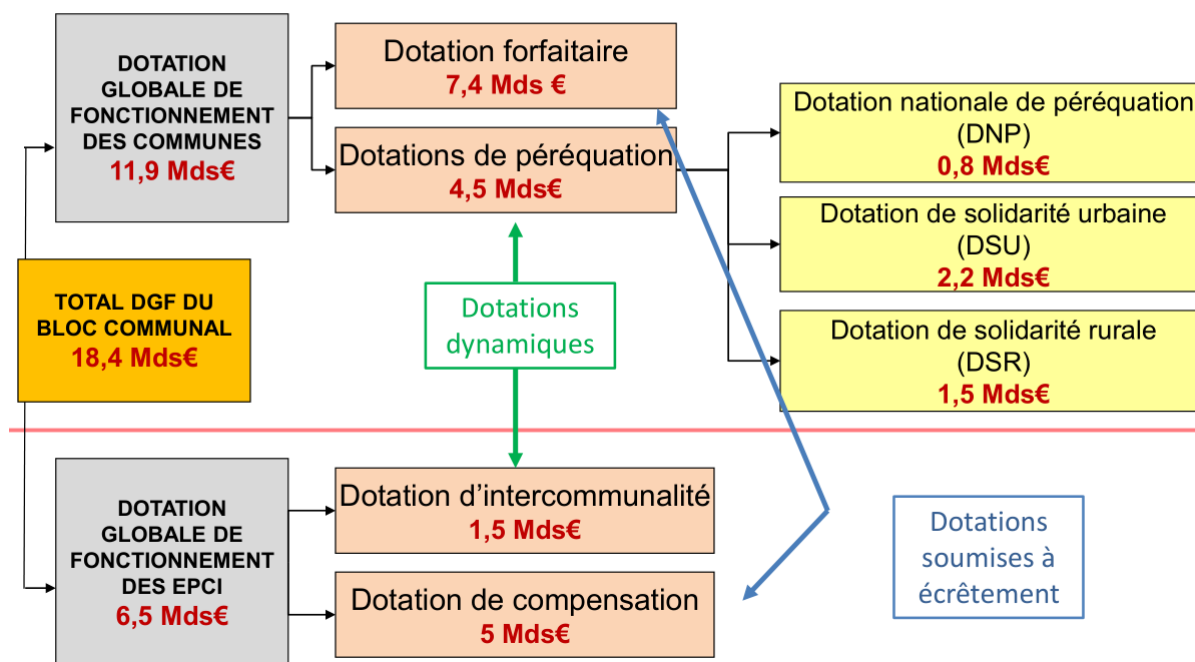 DOTATION
GLOBALE DE
FONCTIONNEMENT
DES COMMUNES
11,9 Mds€
Dotation forfaitaire
7,4 Mds €
Dotations de péréquation
4,5 Mds€
Dotation nationale de péréquation
(DNP)
0,8 Mds€
Dotation de solidarité urbaine
(DSU)
2,2 Mds€
Dotation de solidarité rurale
(DSR)
1,5 Mds€
TOTAL DGF DU
BLOC COMMUNAL
18,4 Mds€
Dotations
dynamiques
DOTATION
GLOBALE DE
FONCTIONNEMENT
DES EPCI
6,5 Mds€
Dotation d’intercommunalité
1,5 Mds€
Dotation de compensation
5 Mds€
Dotations
soumises à
écrêtement